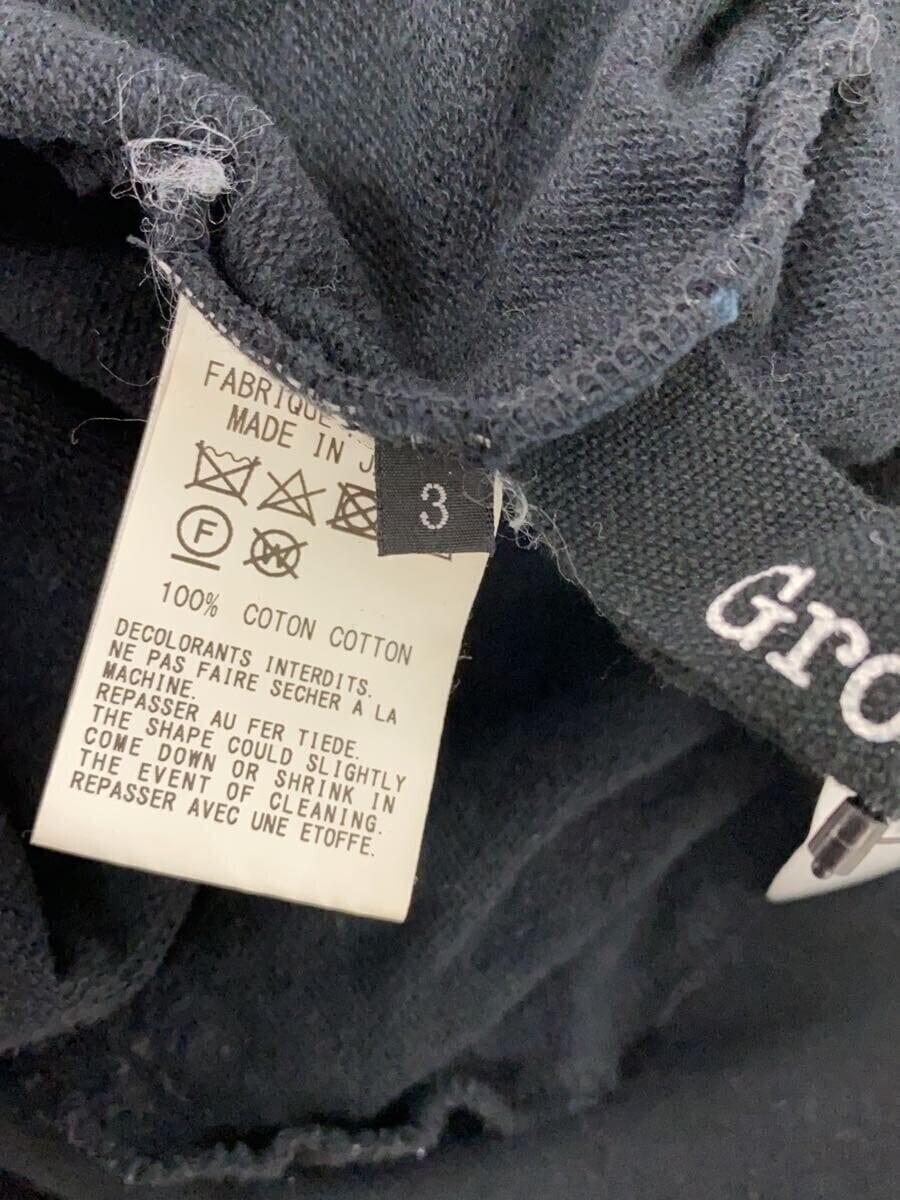 FABRIQUE
MADE IN J
3
F
W
100% COTON COTTON
DECOLORANTS INTERDITS.
NE PAS FAIRE SECHER A LA
MACHINE.
REPASSER AU FER TIEDE.
THE SHAPE COULD SLIGHTLY
COME DOWN OR SHRINK IN
THE EVENT OF CLEANING.
REPASSER AVEC UNE ETOFFE.
Gro